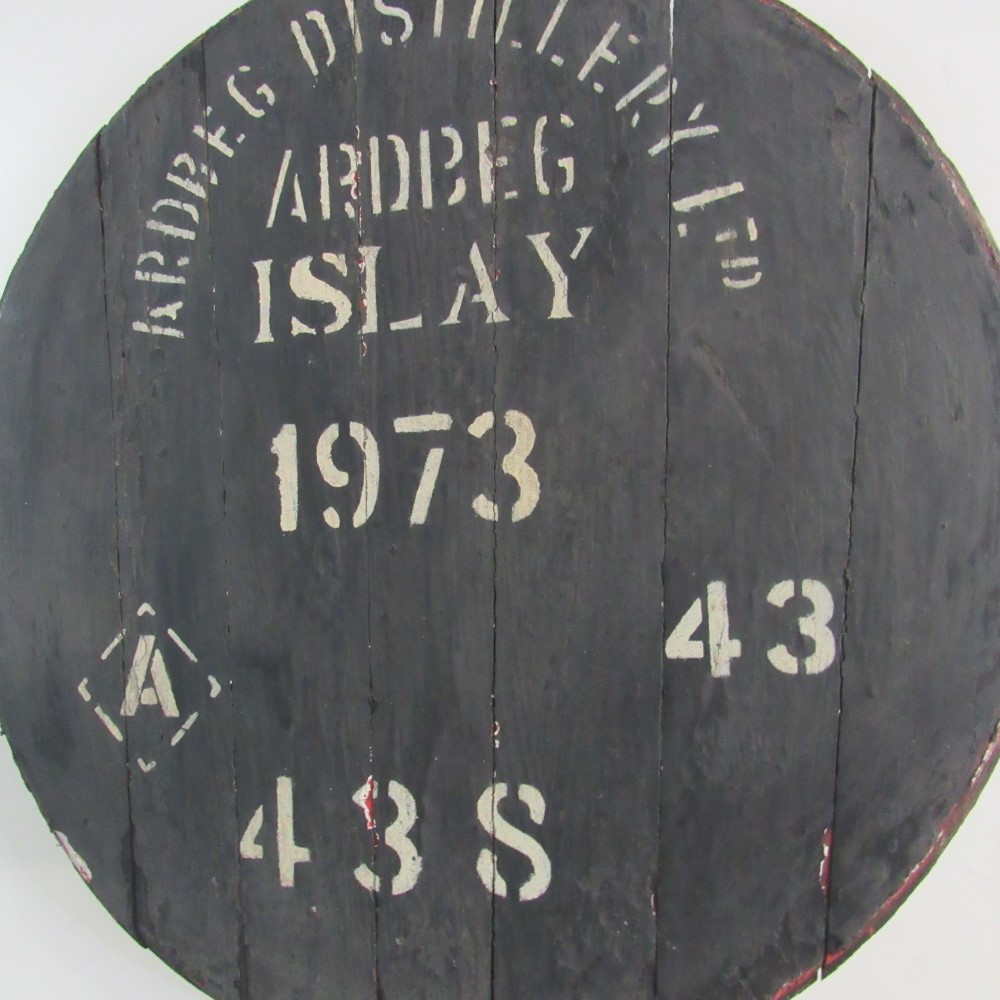 ARDBEG DISTILLERY LTD
ARDBEG
ISLAY
1973
43
A
43S